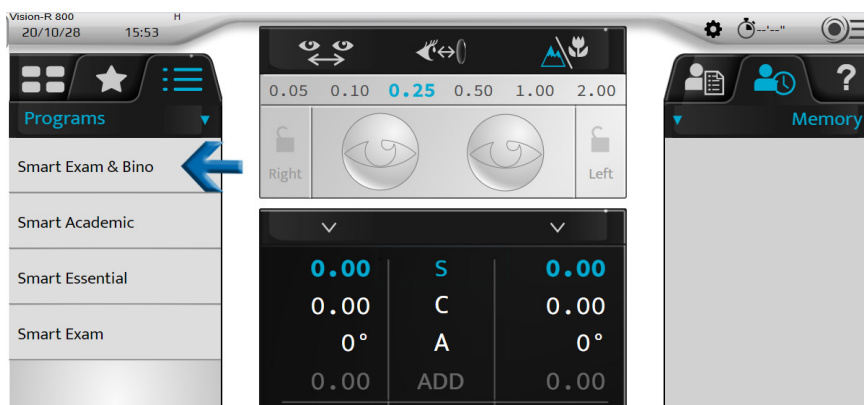 Vision-R 800
H
20/10/28 15:53
--'--"
?
Programs
Memory
Smart Exam & Bino
Smart Academic
Smart Essential
Smart Exam
0.05 0.10 0.25 0.50 1.00 2.00
Right
Left
0.00 S 0.00
0.00 C 0.00
0° A 0°
0.00 ADD 0.00